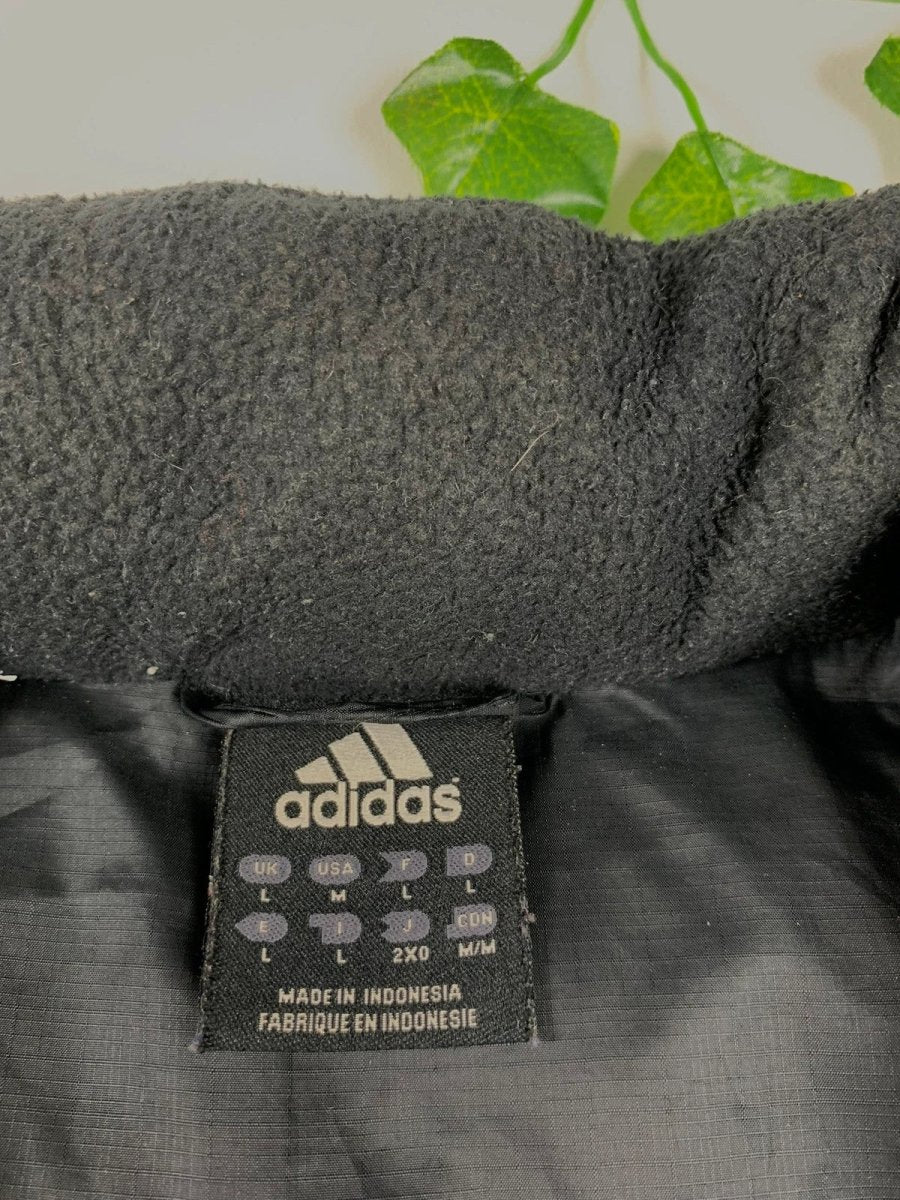 adidas
UK USA F D
L M L L
E I J CDN
L L 2XO M/M
MADE IN INDONESIA
FABRIQUE EN INDONESIE